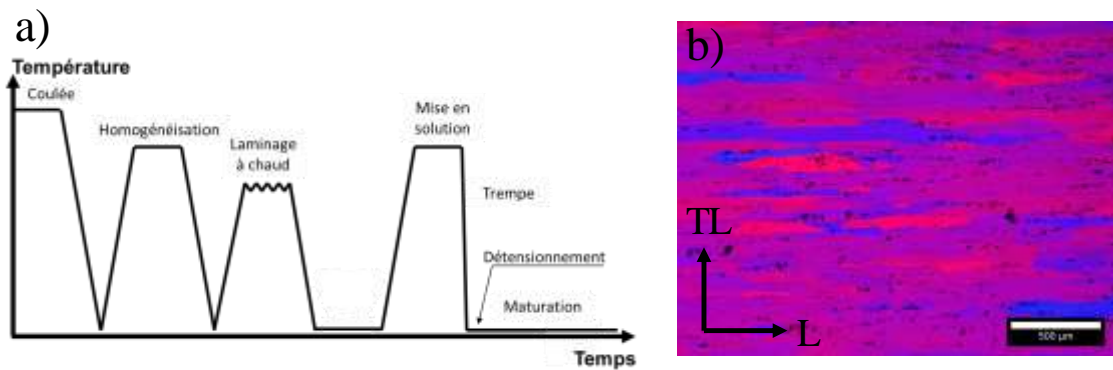 a)
Température
Coulée
Homogénéisation
Laminage
à chaud
Mise en
solution
Trempe
Détensionnement
Maturation
Temps
b)
TL
L
500 µm